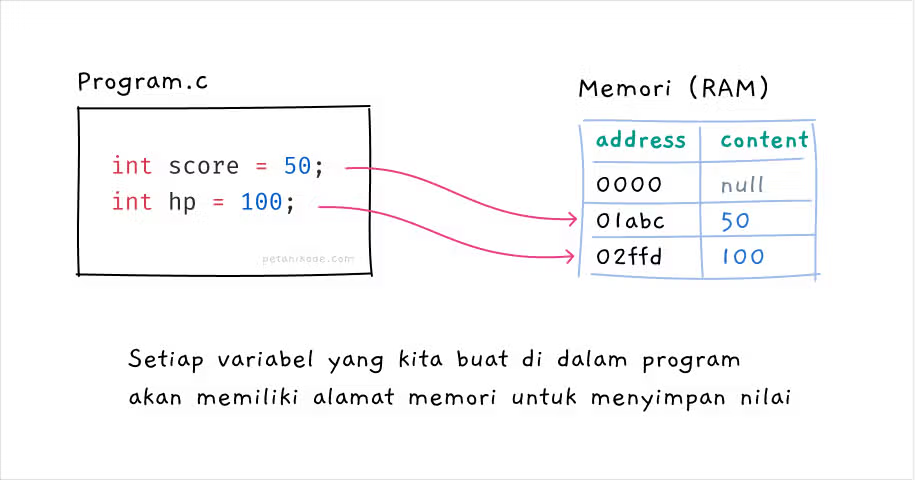 Program.c
int score = 50;
int hp = 100;
petanikode.com
Memori (RAM)
address content
0000 null
01abc 50
02ffd 100
Setiap variabel yang kita buat di dalam program
akan memiliki alamat memori untuk menyimpan nilai